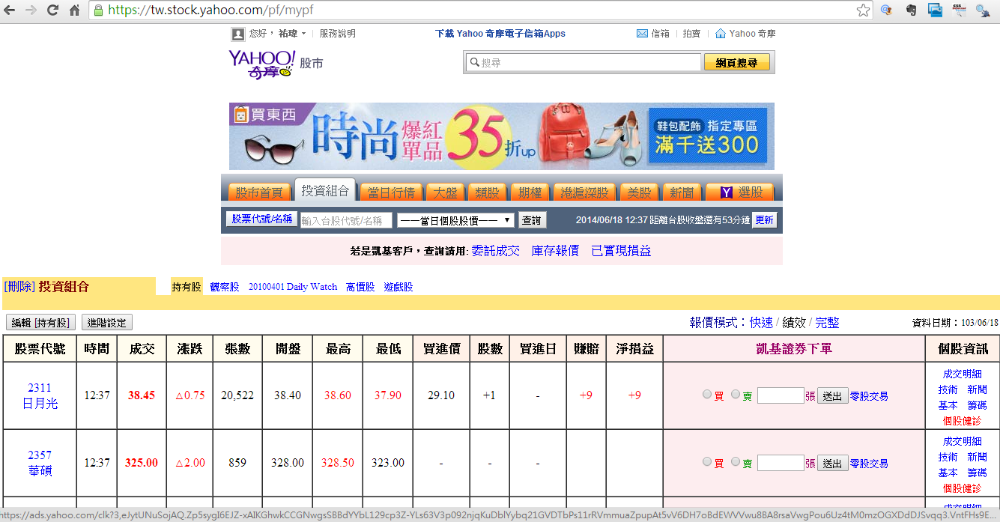 https://tw.stock.yahoo.com/pf/mypf
您好，祐瑋 服務說明 下載 Yahoo 奇摩電子信箱Apps 信箱 拍賣 Yahoo 奇摩
YAHOO! 奇摩 股市 搜尋 網頁搜尋
買東西 時尚 爆紅單品 35折up 鞋包配飾 指定專區 滿千送300
股市首頁 投資組合 當日行情 大盤 類股 期權 港滬深股 美股 新聞 Y 選股
股票代號/名稱 輸入台股代號/名稱 ——當日個股股價—— 查詢 2014/06/18 12:37 距離台股收盤還有53分鐘 更新
若是凱基客戶，查詢請用: 委託成交 庫存報價 已實現損益
[刪除] 投資組合 持有股 觀察股 20100401 Daily Watch 高價股 遊戲股
編輯 [持有股] 進階設定 報價模式：快速 / 績效 / 完整 資料日期：103/06/18
股票代號 時間 成交 漲跌 張數 開盤 最高 最低 買進價 股數 買進日 賺賠 淨損益 凱基證券下單 個股資訊
2311 日月光 12:37 38.45 △0.75 20,522 38.40 38.60 37.90 29.10 +1 - +9 +9 買 賣 張 送出 零股交易
成交明細
技術 新聞
基本 籌碼
個股健診
2357 華碩 12:37 325.00 △2.00 859 328.00 328.50 323.00 - - - 買 賣 張 送出 零股交易
成交明細
技術 新聞
基本 籌碼
個股健診